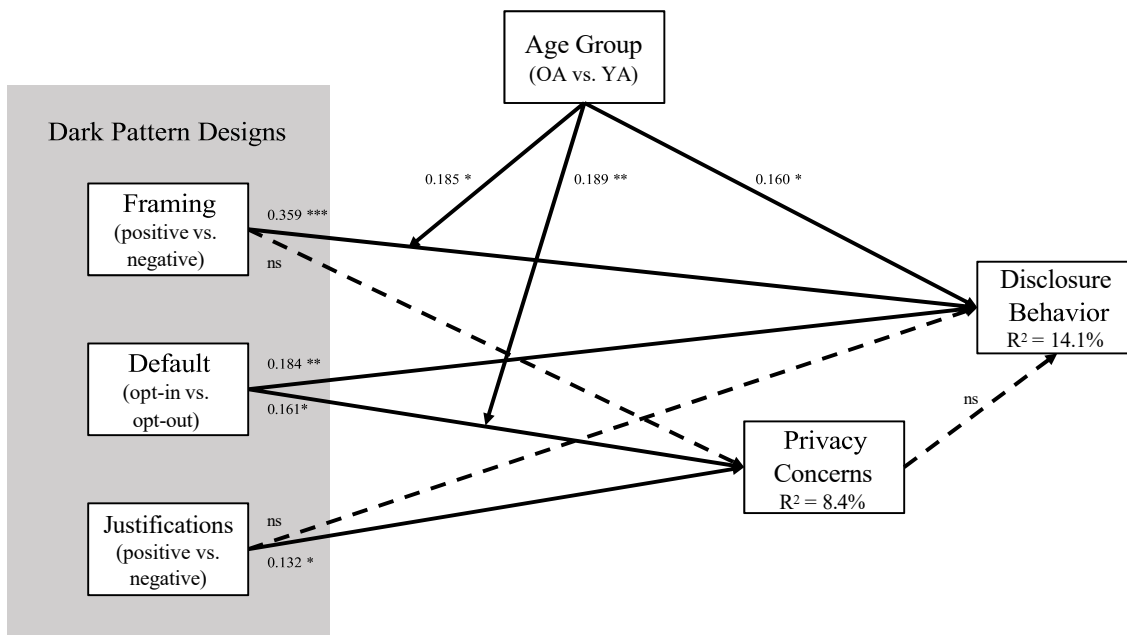 Age Group
(OA vs. YA)
Dark Pattern Designs
0.185 *
0.189 **
0.160 *
Framing
(positive vs.
negative)
0.359 ***
ns
Disclosure
Behavior
R² = 14.1%
Default
(opt-in vs.
opt-out)
0.184 **
0.161*
ns
Privacy
Concerns
R² = 8.4%
Justifications
(positive vs.
negative)
ns
0.132 *